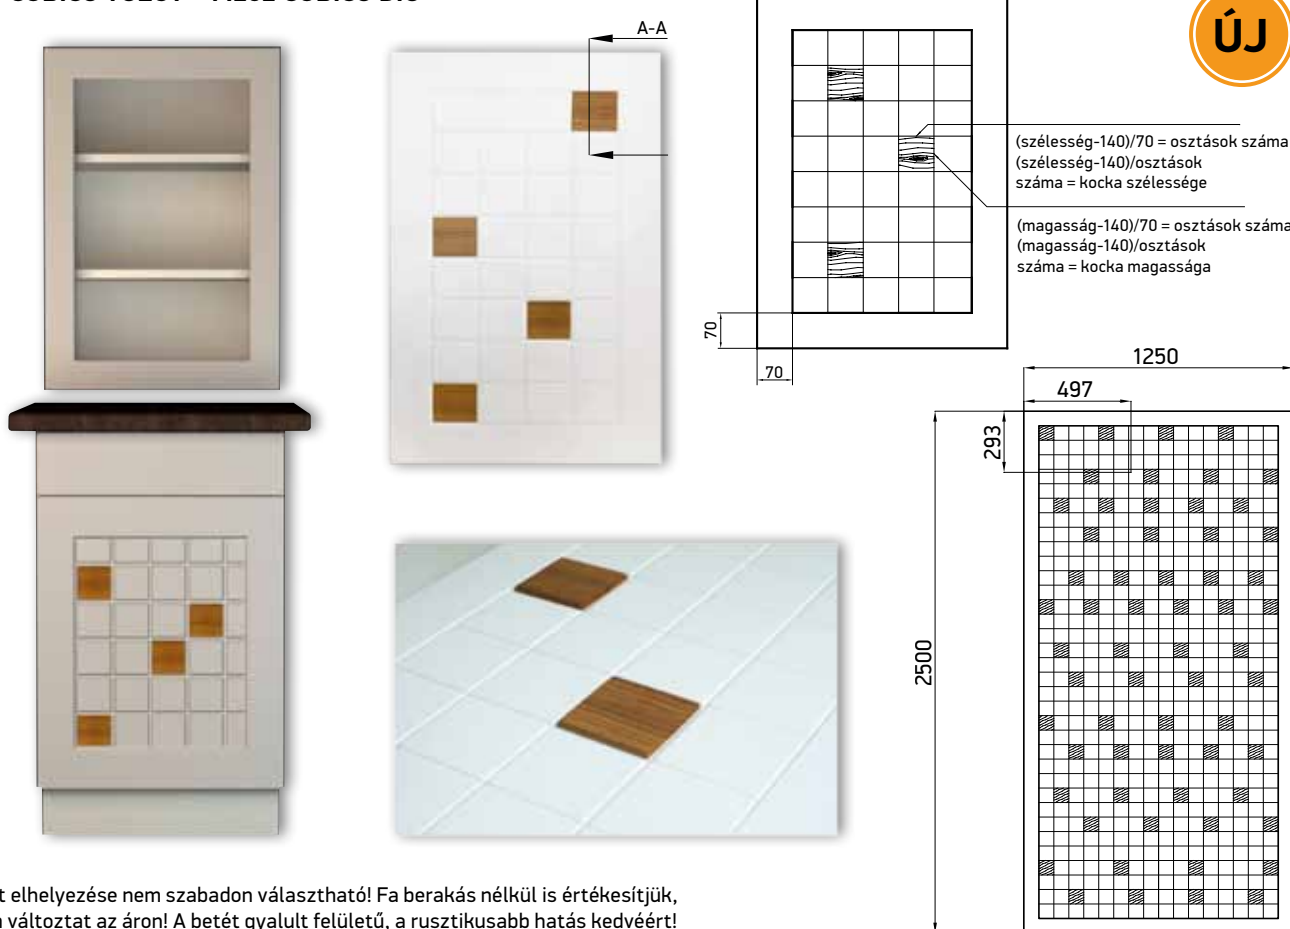 A-A
ÚJ
(szélesség-140)/70 = osztások száma
(szélesség-140)/osztások
száma = kocka szélessége
(magasság-140)/70 = osztások száma
(magasság-140)/osztások
száma = kocka magassága
70
70
1250
497
293
2500
elhelyezése nem szabadon választható! Fa berakás nélkül is értékesítjük,
változtat az áron! A betét gyalult felületű, a rusztikusabb hatás kedvéért!